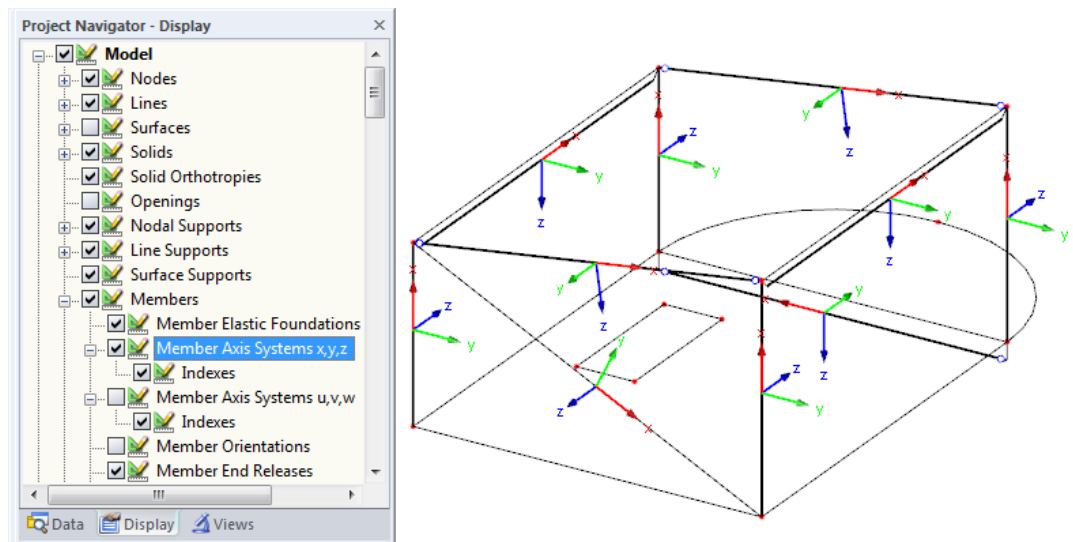 Project Navigator - Display
Model
Nodes
Lines
Surfaces
Solids
Solid Orthotropies
Openings
Nodal Supports
Line Supports
Surface Supports
Members
Member Elastic Foundations
Member Axis Systems x,y,z
Indexes
Member Axis Systems u,v,w
Indexes
Member Orientations
Member End Releases
Data Display Views
x
y
z
x
y
z
x
y
z
x
y
z
x
y
z
x
y
z
x
y
z
x
y
z
x
y
z
x
y
z